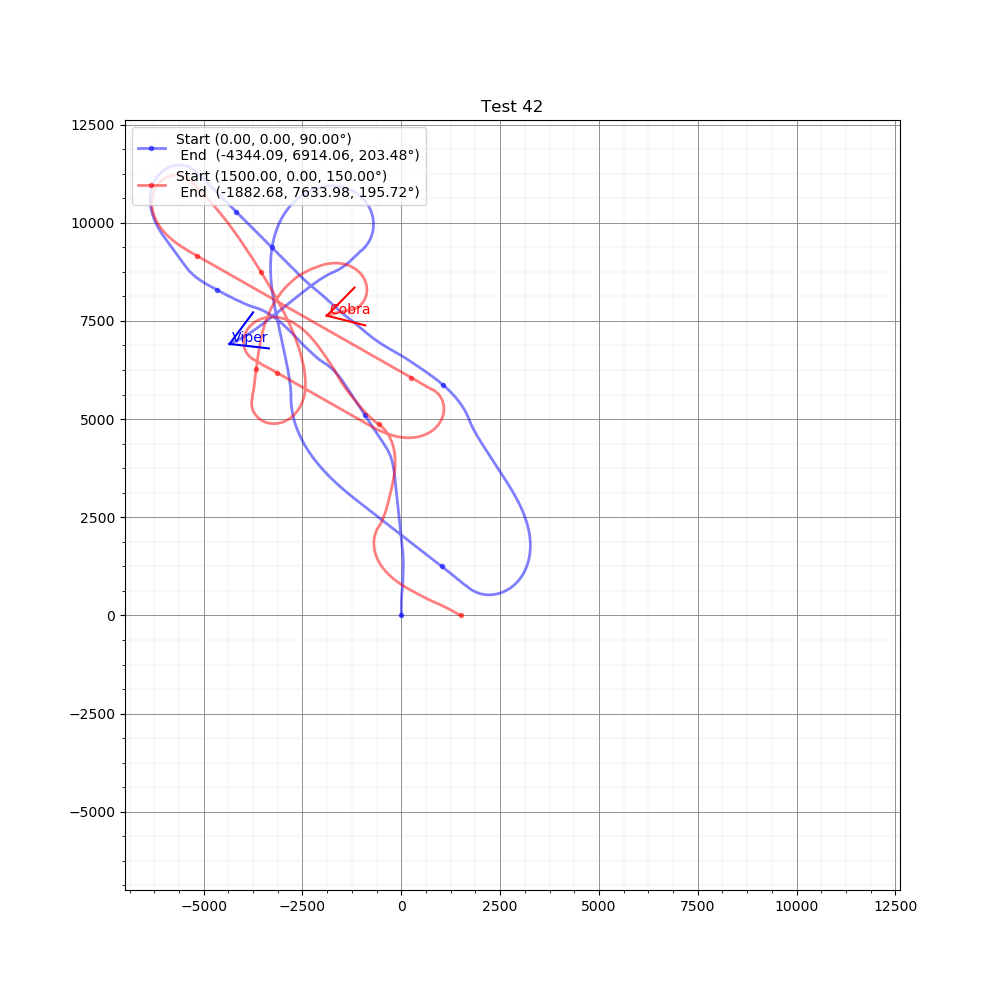 Test 42
Start (0.00, 0.00, 90.00°)
End (-4344.09, 6914.06, 203.48°)
Start (1500.00, 0.00, 150.00°)
End (-1882.68, 7633.98, 195.72°)
12500
10000
7500
5000
2500
0
−2500
−5000
Cobra
Viper
−5000 −2500 0 2500 5000 7500 10000 12500